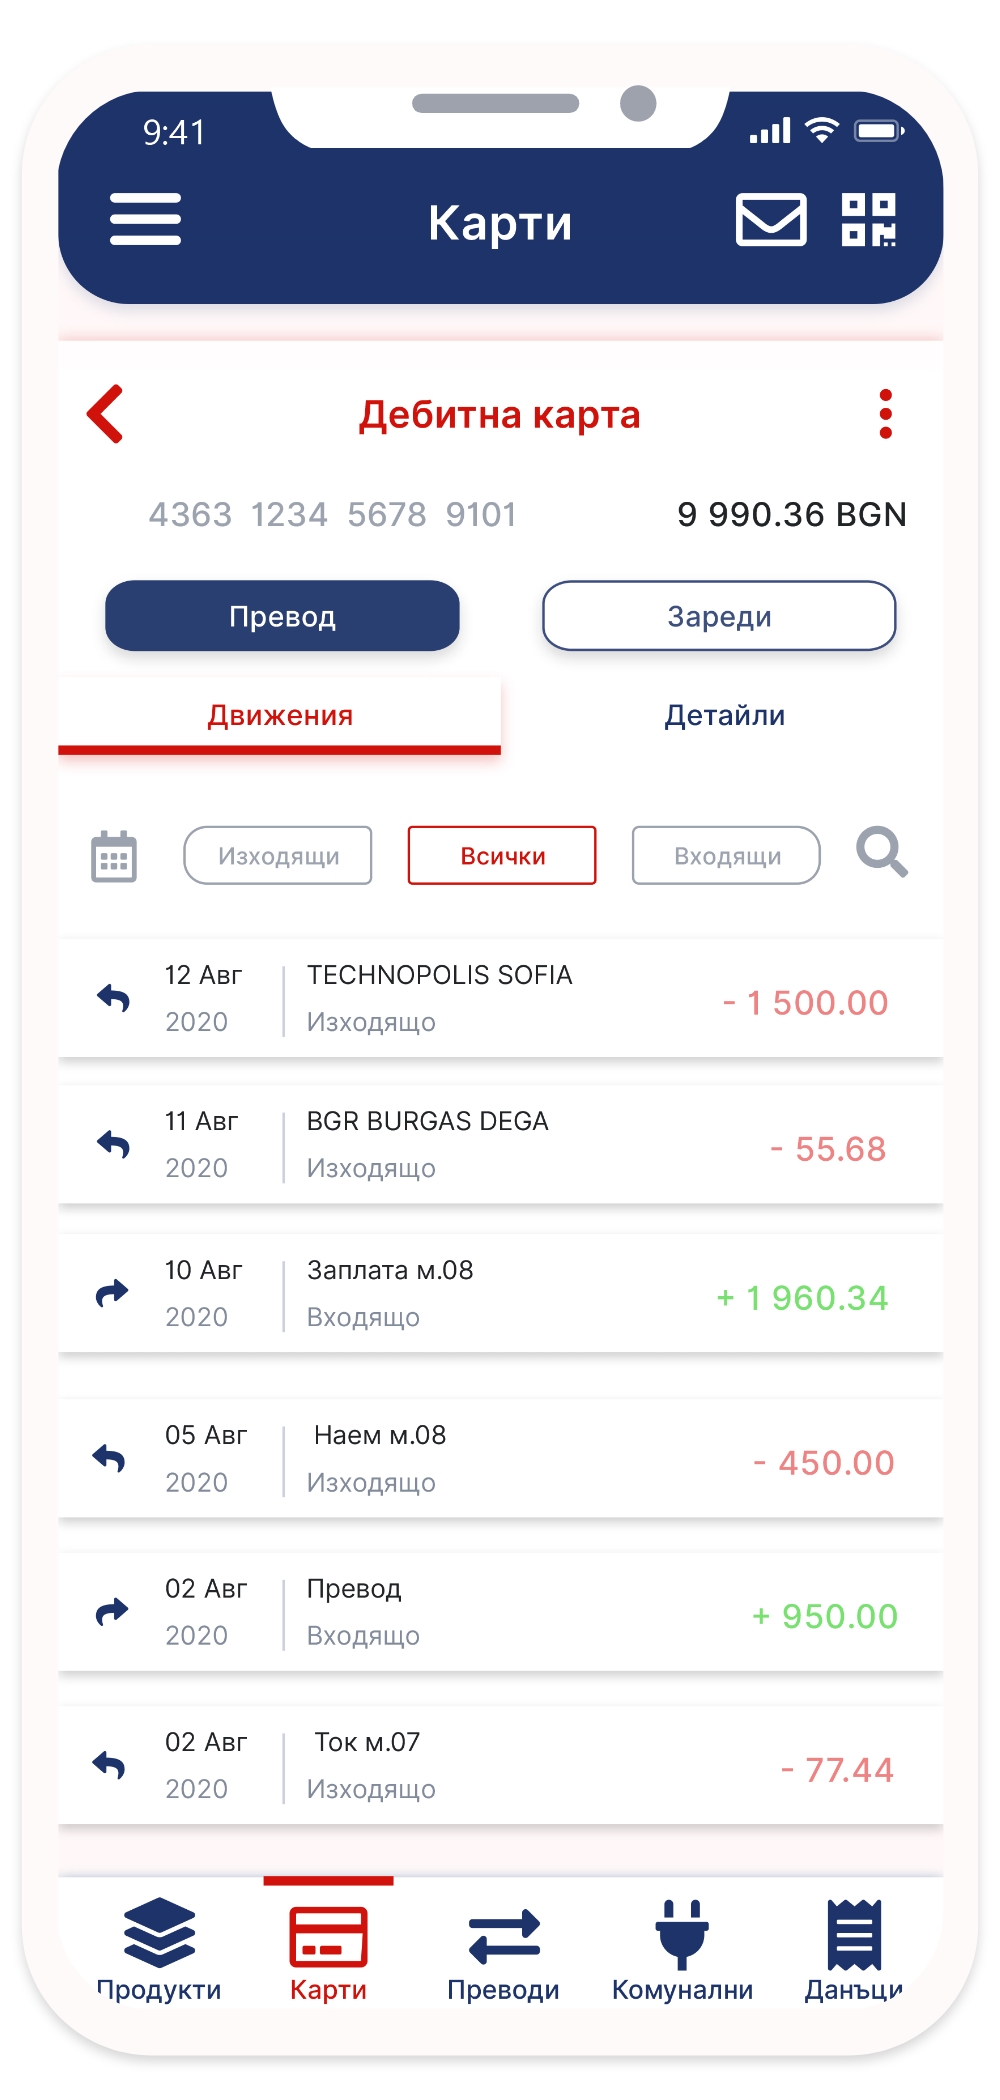 9:41
Карти
Дебитна карта
4363 1234 5678 9101 9 990.36 BGN
Превод Зареди
Движения Детайли
Изходящи Всички Входящи
12 Авг TECHNOPOLIS SOFIA - 1 500.00
2020 Изходящо
11 Авг BGR BURGAS DEGA - 55.68
2020 Изходящо
10 Авг Заплата м.08 + 1 960.34
2020 Входящо
05 Авг Наем м.08 - 450.00
2020 Изходящо
02 Авг Превод + 950.00
2020 Входящо
02 Авг Ток м.07 - 77.44
2020 Изходящо
Продукти Карти Преводи Комунални Данъци